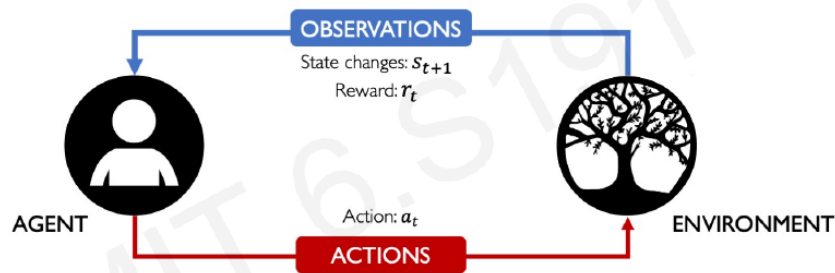 OBSERVATIONS
State changes: s_{t+1}
Reward: r_t
AGENT
ENVIRONMENT
Action: a_t
ACTIONS
MIT 6.S191